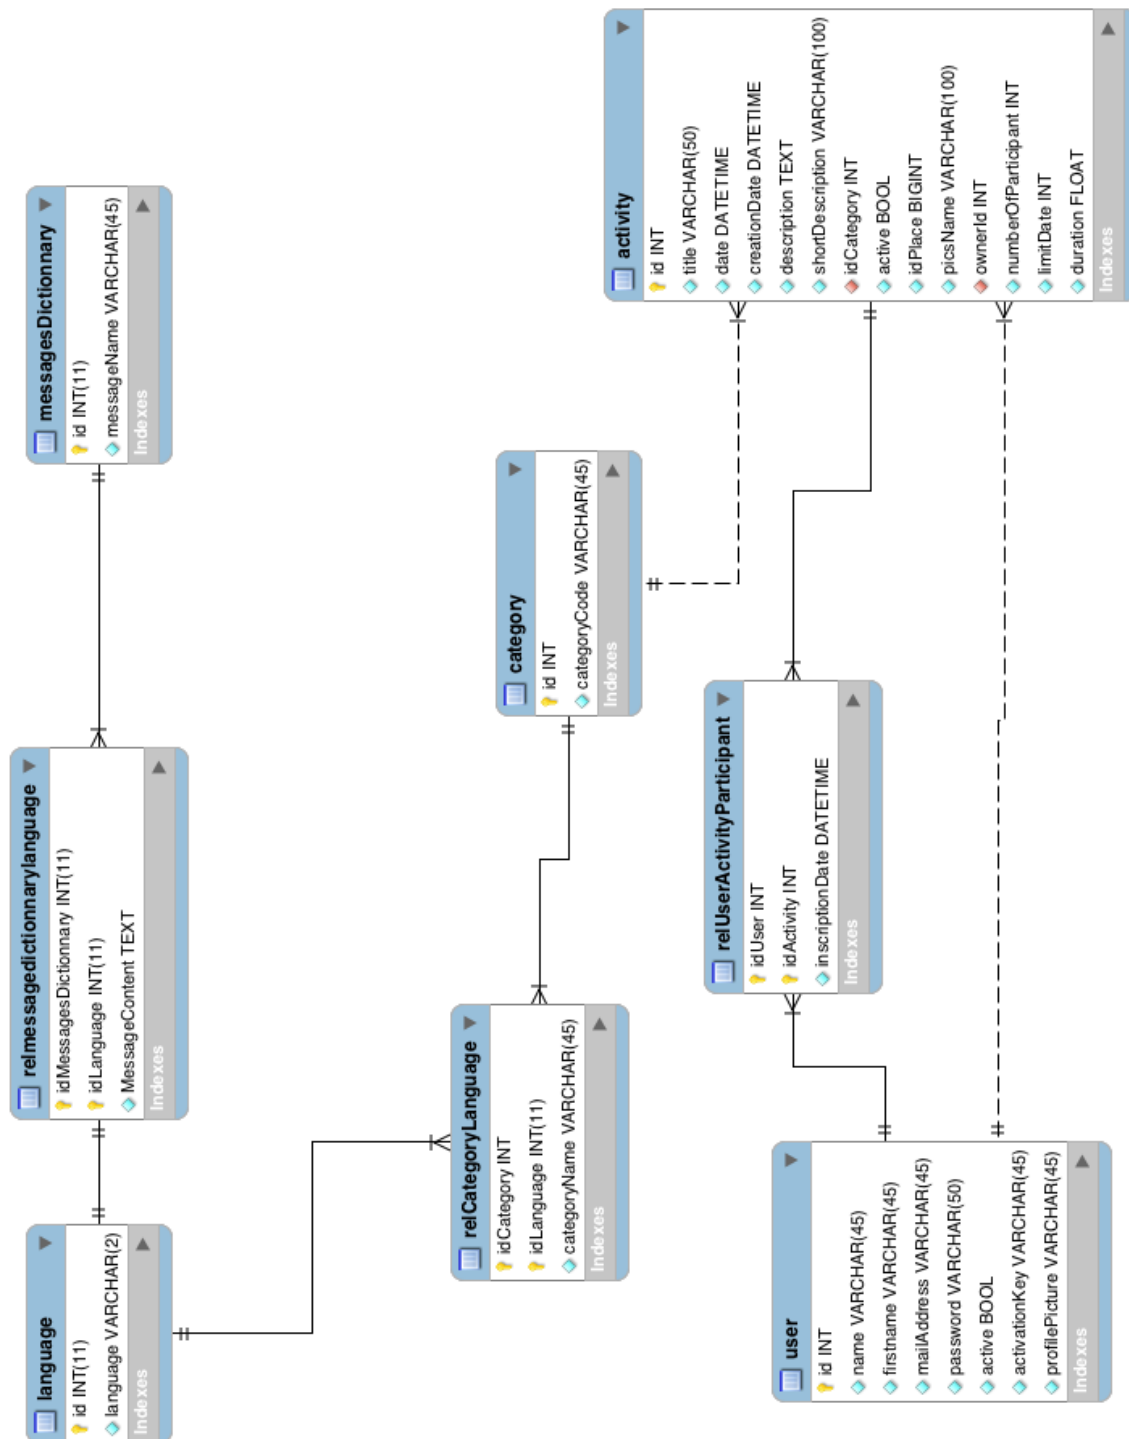 language
id INT(11)
language VARCHAR(2)
Indexes
relmessagedictionnarylanguage
idMessagesDictionnary INT(11)
idLanguage INT(11)
MessageContent TEXT
Indexes
messagesDictionnary
id INT(11)
messageName VARCHAR(45)
Indexes
relCategoryLanguage
idCategory INT
idLanguage INT(11)
categoryName VARCHAR(45)
Indexes
category
id INT
categoryCode VARCHAR(45)
Indexes
activity
id INT
title VARCHAR(50)
date DATETIME
creationDate DATETIME
description TEXT
shortDescription VARCHAR(100)
idCategory INT
active BOOL
idPlace BIGINT
picsName VARCHAR(100)
ownerId INT
numberOfParticipant INT
limitDate INT
duration FLOAT
Indexes
relUserActivityParticipant
idUser INT
idActivity INT
inscriptionDate DATETIME
Indexes
user
id INT
name VARCHAR(45)
firstname VARCHAR(45)
mailAddress VARCHAR(45)
password VARCHAR(50)
active BOOL
activationKey VARCHAR(45)
profilePicture VARCHAR(45)
Indexes